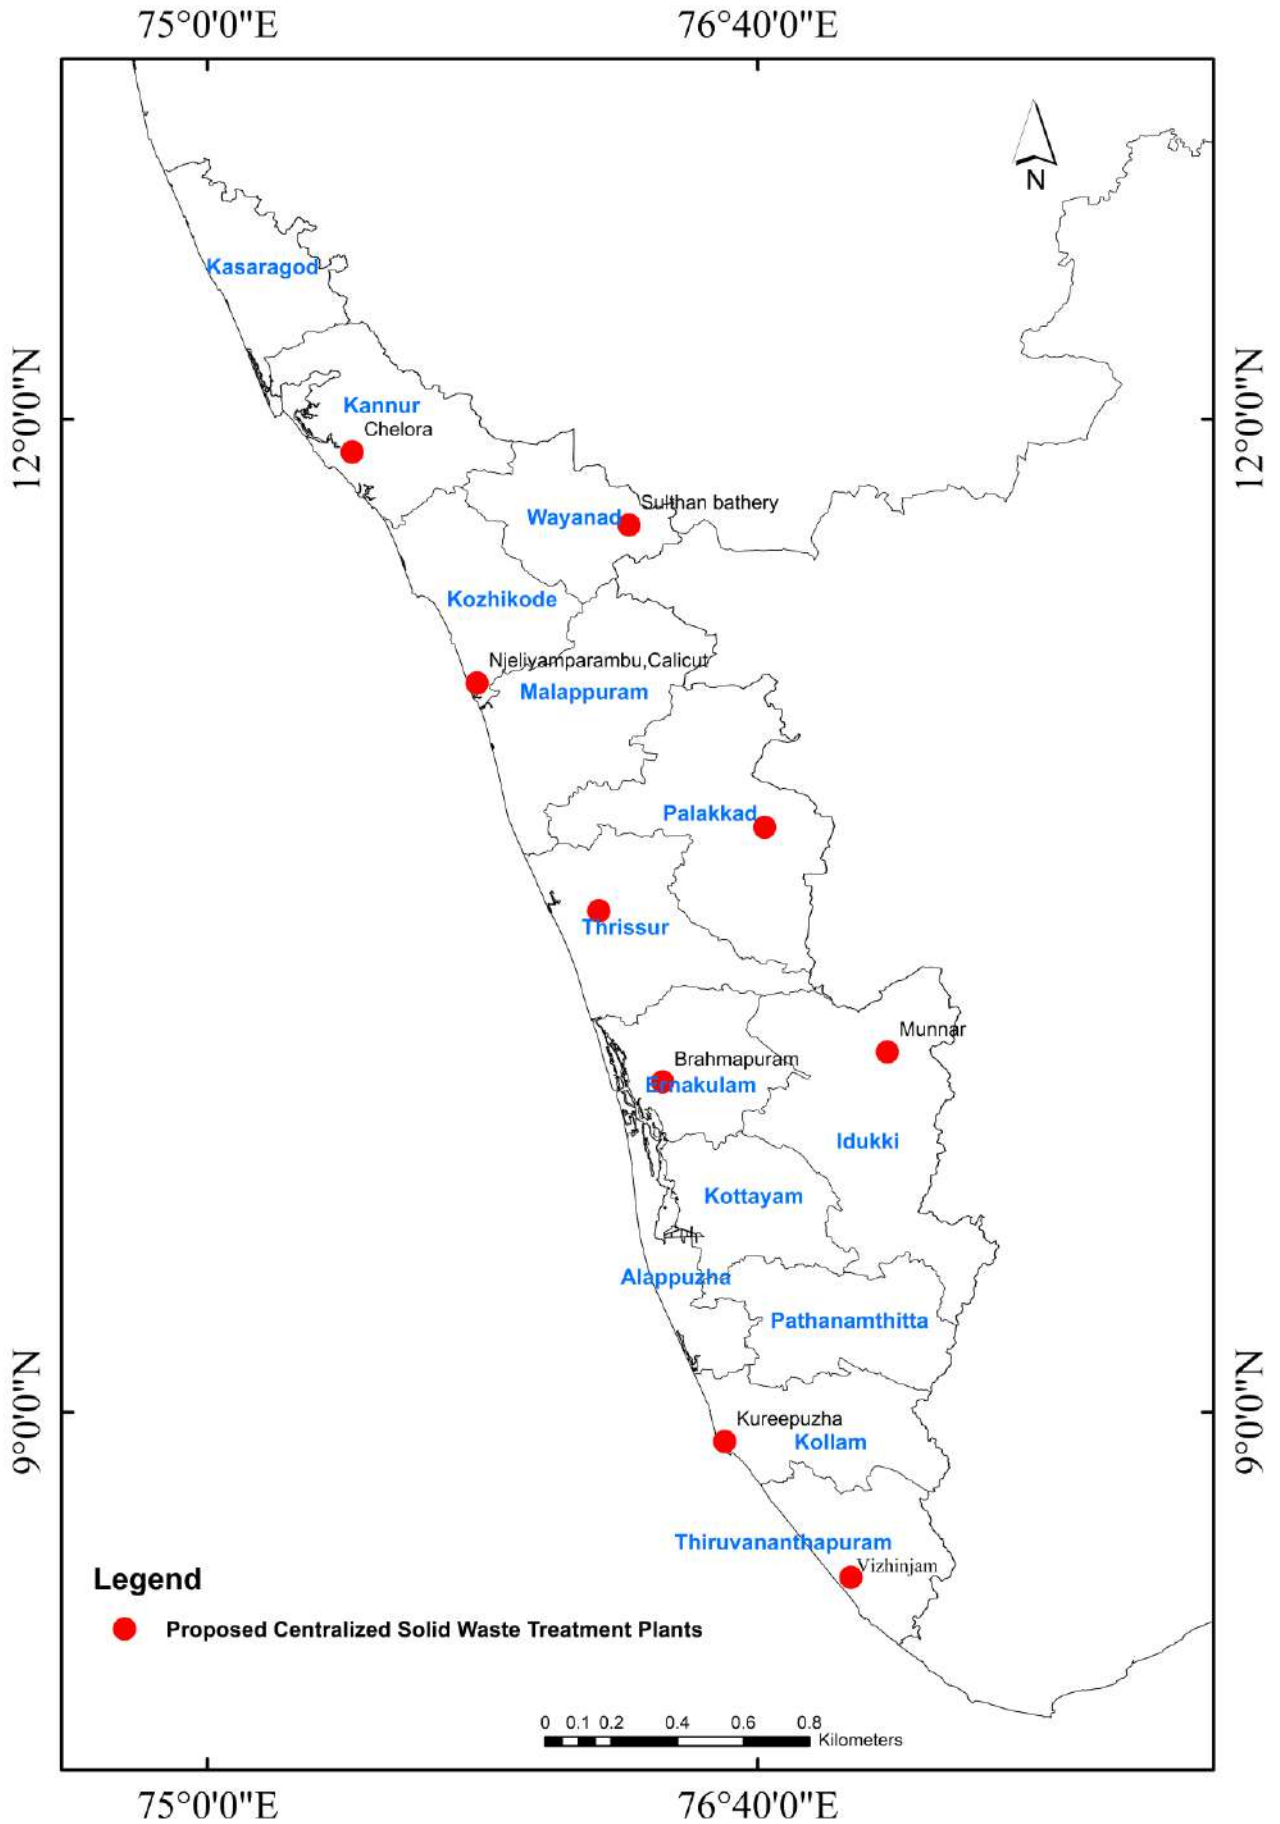 75°0'0"E
76°40'0"E
N
Kasaragod
12°0'0"N
12°0'0"N
Kannur
Chelora
Sulthan bathery
Wayanad
Kozhikode
Njeliyamparambu,Calicut
Malappuram
Palakkad
Thrissur
Munnar
Brahmapuram
Ernakulam
Idukki
Kottayam
Alappuzha
Pathanamthitta
9°0'0"N
9°0'0"N
Kureepuzha
Kollam
Thiruvananthapuram
Vizhinjam
Legend
Proposed Centralized Solid Waste Treatment Plants
0 0.1 0.2 0.4 0.6 0.8
Kilometers
75°0'0"E
76°40'0"E